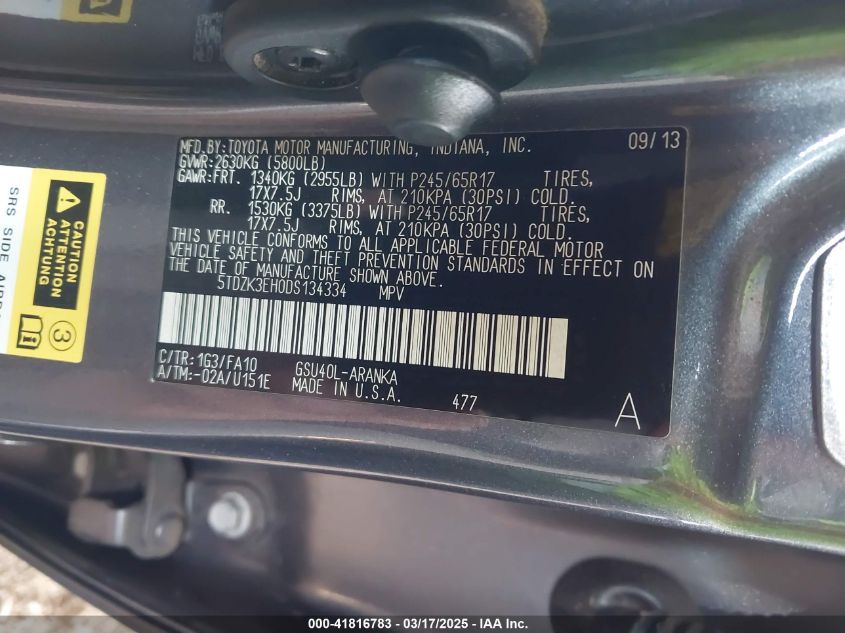 MFD.BY:TOYOTA MOTOR MANUFACTURING, INDIANA, INC. 09/13
GVWR:2630KG (5800LB)
GAWR:FRT. 1340KG (2955LB) WITH P245/65R17 TIRES,
17X7.5J RIMS, AT 210KPA (30PSI) COLD.
RR. 1530KG (3375LB) WITH P245/65R17 TIRES,
17X7.5J RIMS, AT 210KPA (30PSI) COLD.
THIS VEHICLE CONFORMS TO ALL APPLICABLE FEDERAL MOTOR
VEHICLE SAFETY AND THEFT PREVENTION STANDARDS IN EFFECT ON
THE DATE OF MANUFACTURE SHOWN ABOVE.
5TDZK3EH0DS134334 MPV
C/TR:1G3/FA10 GSU40L-ARANKA
A/TM:-02A/U151E MADE IN U.S.A. 477
A
SRS SIDE
CAUTION
ATTENTION
ACHTUNG
3
000-41816783 - 03/17/2025 - IAA, Inc.